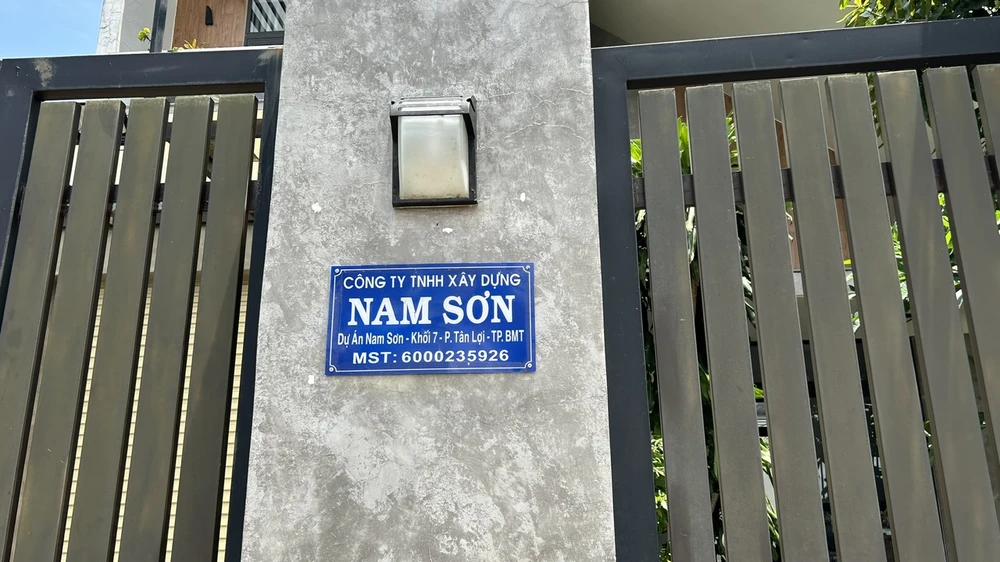 CÔNG TY TNHH XÂY DỰNG
NAM SƠN
Dự Án Nam Sơn - Khối 7 - P. Tân Lợi - TP. BMT
MST: 6000235926